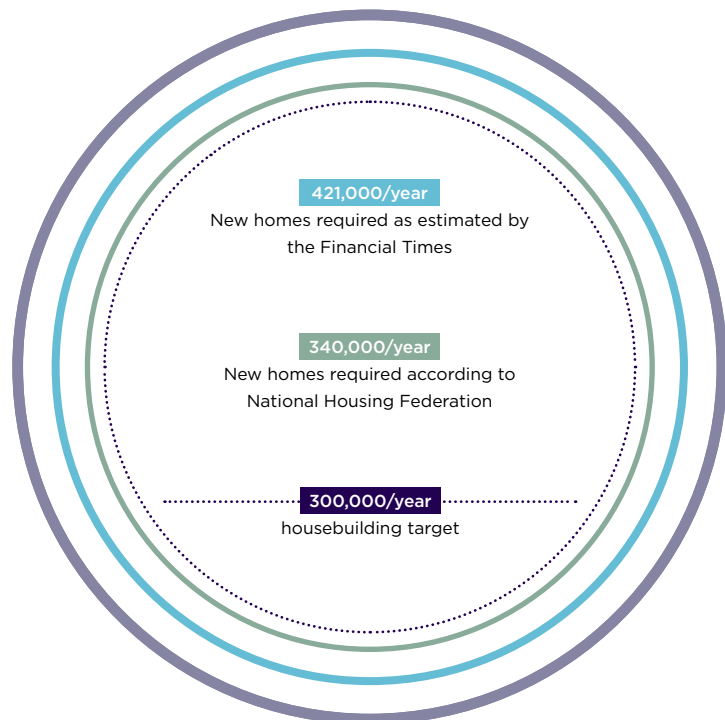 421,000/year
New homes required as estimated by
the Financial Times
340,000/year
New homes required according to
National Housing Federation
300,000/year
housebuilding target